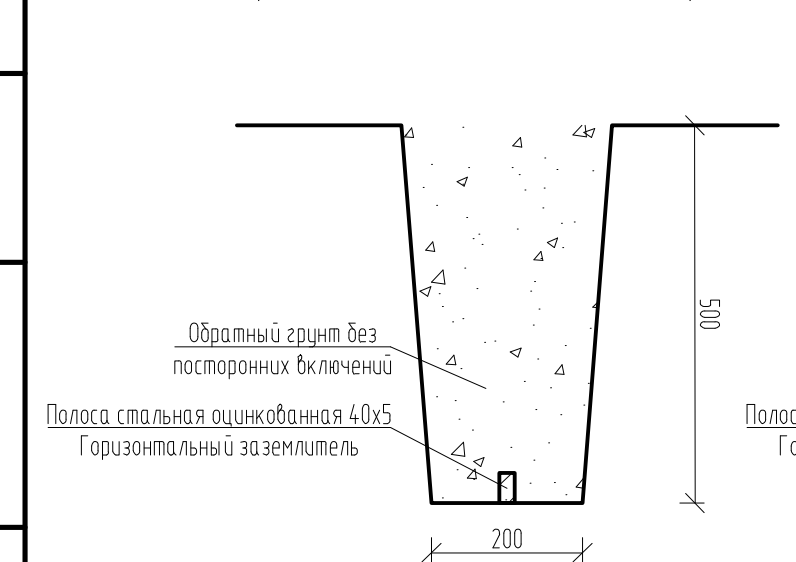 Обратный грунт без
посторонних включений
Полоса стальная оцинкованная 40х5
Горизонтальный заземлитель
500
200